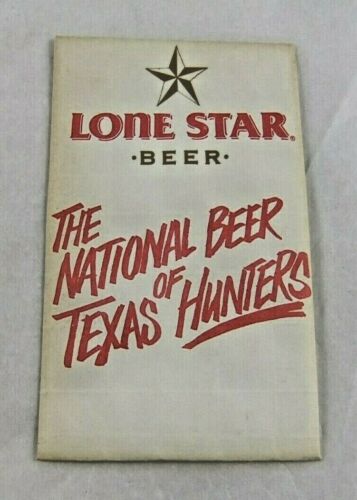 LONE STAR®
·BEER·
THE
NATIONAL BEER
OF
TEXAS HUNTERS